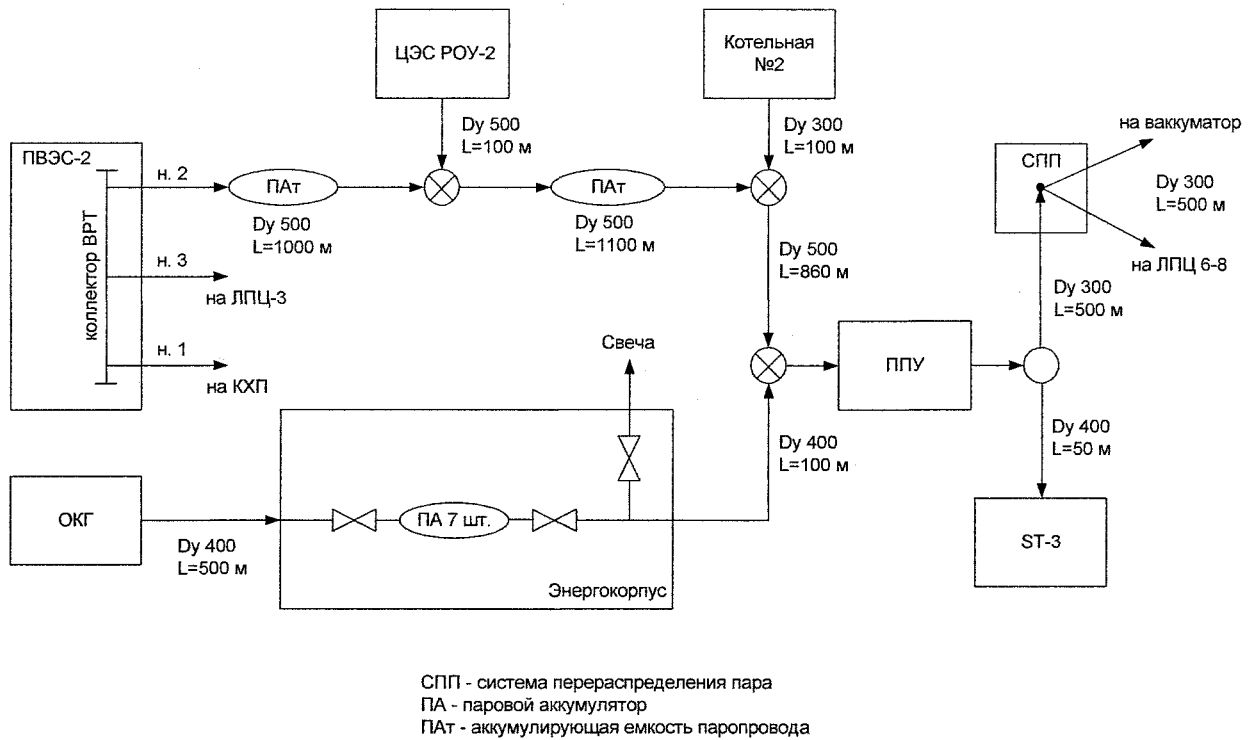 ЦЭС РОУ-2
Котельная
№2
Dy 500
L=100 м
Dy 300
L=100 м
на ваккуматор
ПВЭС-2
СПП
н. 2
ПАт
ПАт
Dy 300
L=500 м
Dy 500
L=1000 м
Dy 500
L=1100 м
коллектор ВРТ
Dy 500
L=860 м
на ЛПЦ 6-8
н. 3
на ЛПЦ-3
Dy 300
L=500 м
н. 1
на КХП
Свеча
ППУ
Dy 400
L=100 м
Dy 400
L=50 м
ОКГ
ПА 7 шт.
ST-3
Dy 400
L=500 м
Энергокорпус
СПП - система перераспределения пара
ПА - паровой аккумулятор
ПАт - аккумулирующая емкость паропровода